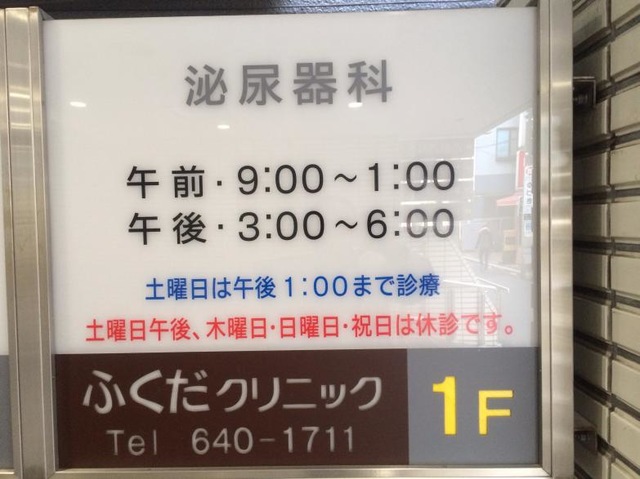 泌尿器科
午前・9:00～1:00
午後・3:00～6:00
土曜日は午後1:00まで診療
土曜日午後、木曜日・日曜日・祝日は休診です。
ふくだクリニック
Tel 640-1711
1F